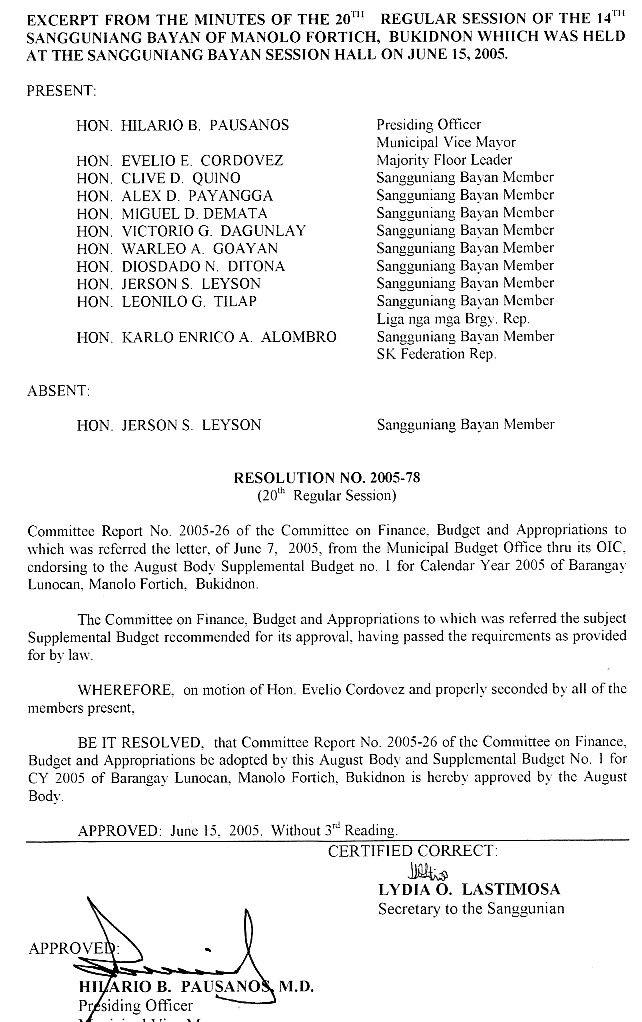 EXCERPT FROM THE MINUTES OF THE 20TH REGULAR SESSION OF THE 14TH
SANGGUNIANG BAYAN OF MANOLO FORTICH, BUKIDNON WHIICH WAS HELD
AT THE SANGGUNIANG BAYAN SESSION HALL ON JUNE 15, 2005.
PRESENT:
HON. HILARIO B. PAUSANOS Presiding Officer
Municipal Vice Mayor
HON. EVELIO E. CORDOVEZ Majority Floor Leader
HON. CLIVE D. QUINO Sangguniang Bayan Member
HON. ALEX D. PAYANGGA Sangguniang Bayan Member
HON. MIGUEL D. DEMATA Sangguniang Bayan Member
HON. VICTORIO G. DAGUNLAY Sangguniang Bayan Member
HON. WARLEO A. GOAYAN Sangguniang Bayan Member
HON. DIOSDADO N. DITONA Sangguniang Bayan Member
HON. JERSON S. LEYSON Sangguniang Bayan Member
HON. LEONILO G. TILAP Sangguniang Bayan Member
Liga nga mga Brgy. Rep.
HON. KARLO ENRICO A. ALOMBRO Sangguniang Bayan Member
SK Federation Rep.
ABSENT:
HON. JERSON S. LEYSON Sangguniang Bayan Member
RESOLUTION NO. 2005-78
(20th Regular Session)
Committee Report No. 2005-26 of the Committee on Finance, Budget and Appropriations to
which was referred the letter, of June 7, 2005, from the Municipal Budget Office thru its OIC,
endorsing to the August Body Supplemental Budget no. 1 for Calendar Year 2005 of Barangay
Lunocan, Manolo Fortich, Bukidnon.
The Committee on Finance, Budget and Appropriations to which was referred the subject
Supplemental Budget recommended for its approval, having passed the requirements as provided
for by law.
WHEREFORE, on motion of Hon. Evelio Cordovez and properly seconded by all of the
members present,
BE IT RESOLVED, that Committee Report No. 2005-26 of the Committee on Finance,
Budget and Appropriations be adopted by this August Body and Supplemental Budget No. 1 for
CY 2005 of Barangay Lunocan, Manolo Fortich, Bukidnon is hereby approved by the August
Body.
APPROVED: June 15, 2005. Without 3rd Reading.
CERTIFIED CORRECT:
LYDIA O. LASTIMOSA
Secretary to the Sanggunian
APPROVED:
HILARIO B. PAUSANOS, M.D.
Presiding Officer